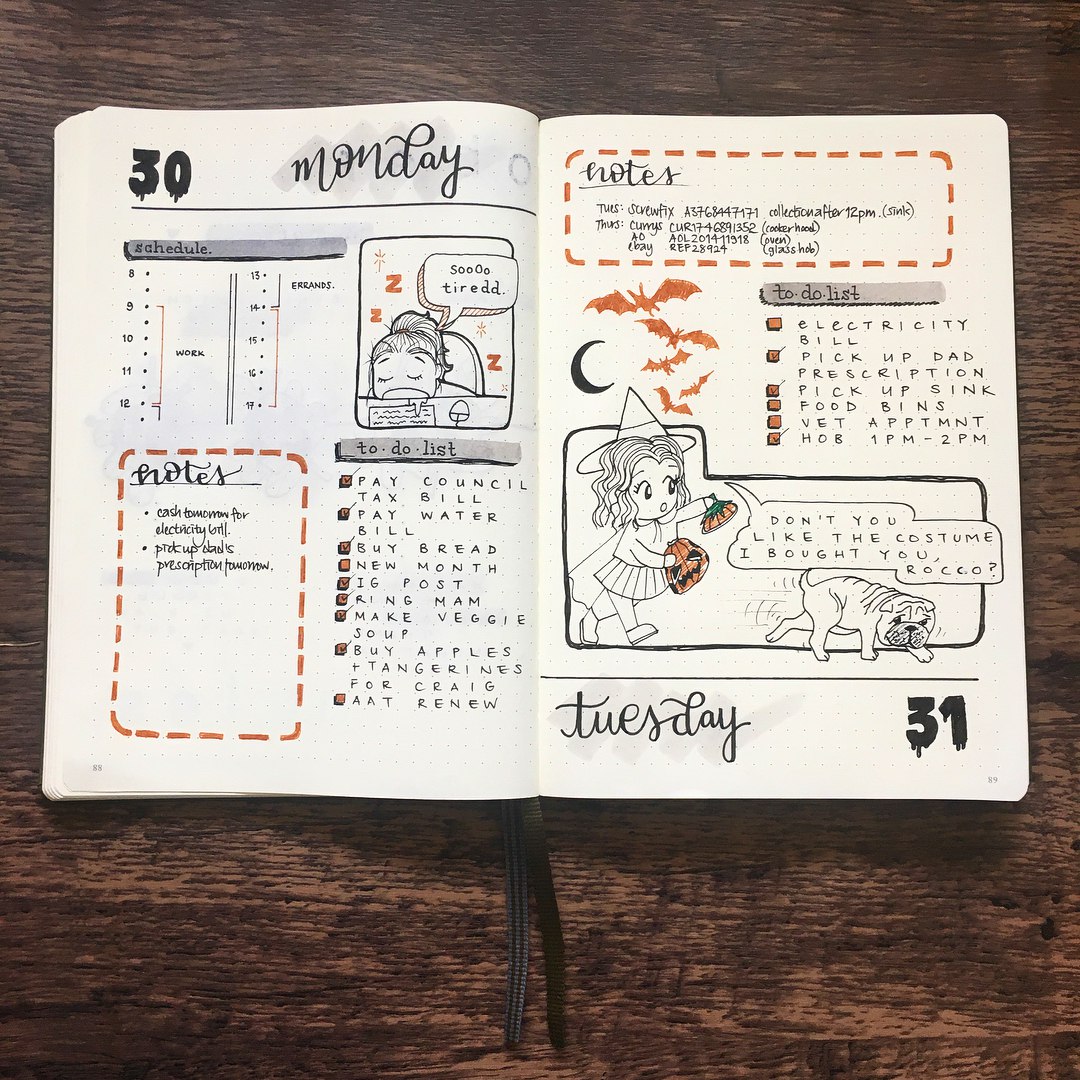 30
monday
schedule.
8
9
10
11
12
WORK
13
14
15
16
17
ERRANDS.
sooOo
tiredd.
z
z
z
notes
• cash tomorrow for
electricity bill.
• pick up dad's
prescription tomorrow.
to·do·list
PAY COUNCIL
TAX BILL
PAY WATER
BILL
BUY BREAD
NEW MONTH
IG POST
RING MAM
MAKE VEGGIE
SOUP
BUY APPLES
+TANGERINES
FOR CRAIG
AAT RENEW
88
notes
Tues: Screwfix A3768447171 collection after 12pm. (sink)
Thurs: Currys CUR1746891352 (cooker hood)
AO AOL201411918 (oven)
ebay REF28924 (glass hob)
to·do·list
ELECTRICITY
BILL
PICK UP DAD
PRESCRIPTION
PICK UP SINK
FOOD BINS
VET APPTMNT
HOB 1PM-2PM
DON'T YOU
LIKE THE COSTUME
I BOUGHT YOU,
ROCCO?
tuesday
31
89